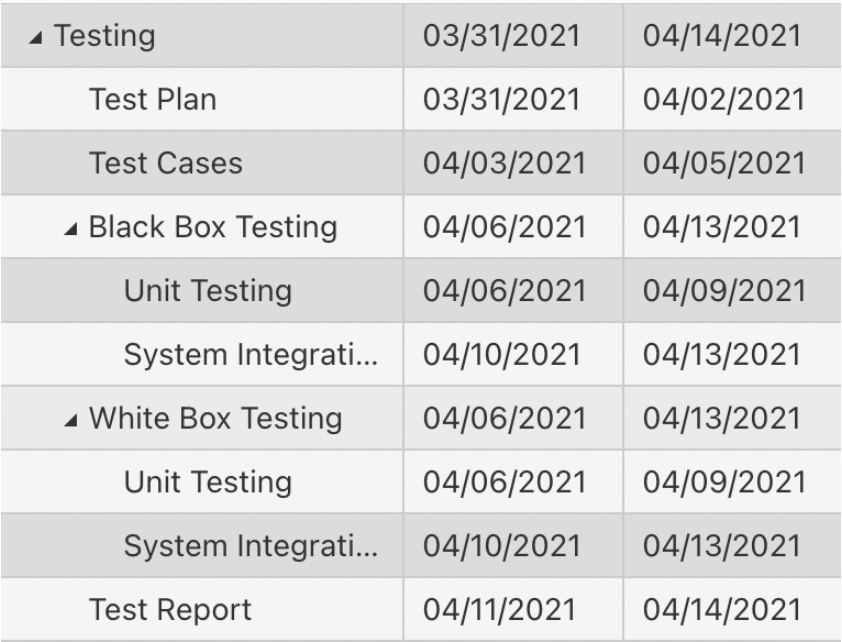 Testing 03/31/2021 04/14/2021
Test Plan 03/31/2021 04/02/2021
Test Cases 04/03/2021 04/05/2021
Black Box Testing 04/06/2021 04/13/2021
Unit Testing 04/06/2021 04/09/2021
System Integrati... 04/10/2021 04/13/2021
White Box Testing 04/06/2021 04/13/2021
Unit Testing 04/06/2021 04/09/2021
System Integrati... 04/10/2021 04/13/2021
Test Report 04/11/2021 04/14/2021